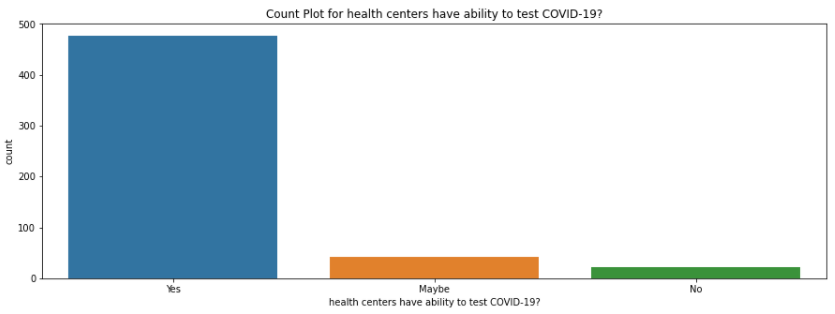 Count Plot for health centers have ability to test COVID-19?
500
400
300
200
100
0
count
Yes Maybe No
health centers have ability to test COVID-19?